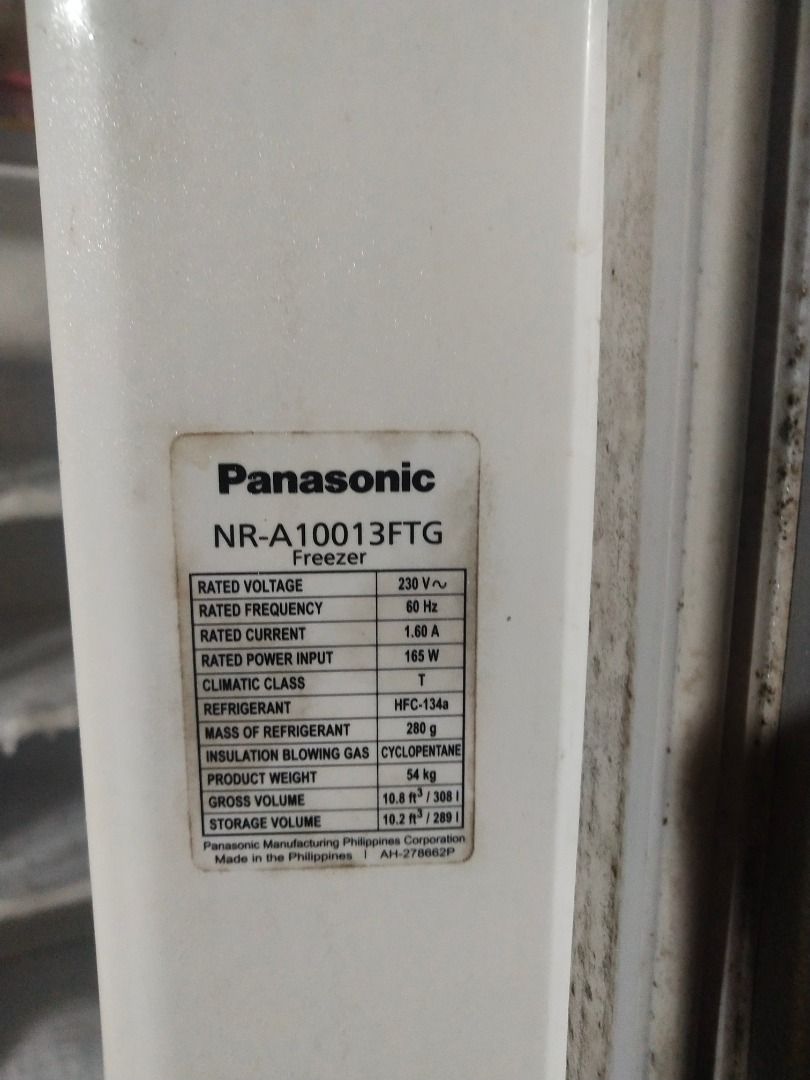 Panasonic
NR-A10013FTG
Freezer
RATED VOLTAGE 230 V~
RATED FREQUENCY 60 Hz
RATED CURRENT 1.60 A
RATED POWER INPUT 165 W
CLIMATIC CLASS T
REFRIGERANT HFC-134a
MASS OF REFRIGERANT 280 g
INSULATION BLOWING GAS CYCLOPENTANE
PRODUCT WEIGHT 54 kg
GROSS VOLUME 10.8 ft³ / 308 l
STORAGE VOLUME 10.2 ft³ / 289 l
Panasonic Manufacturing Philippines Corporation
Made in the Philippines | AH-278662P